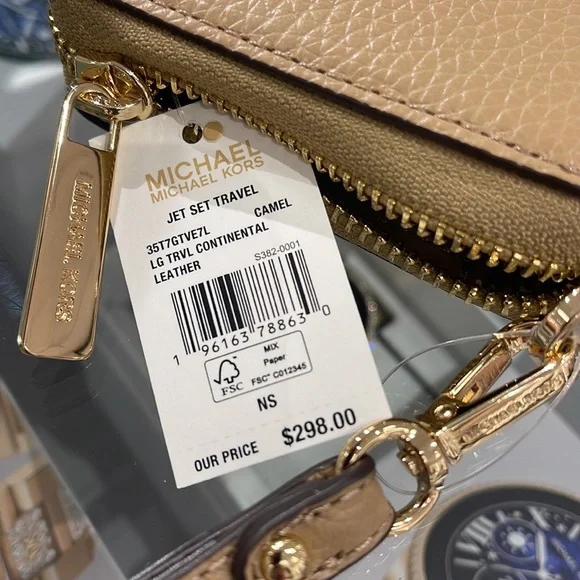 MICHAEL
MICHAEL KORS
JET SET TRAVEL
35T7GTVE7L CAMEL
LG TRVL CONTINENTAL
LEATHER
S382-0001
1 96163 78863 0
FSC
MIX
Paper
FSC™ C012345
NS
OUR PRICE $298.00
MICHAEL KORS